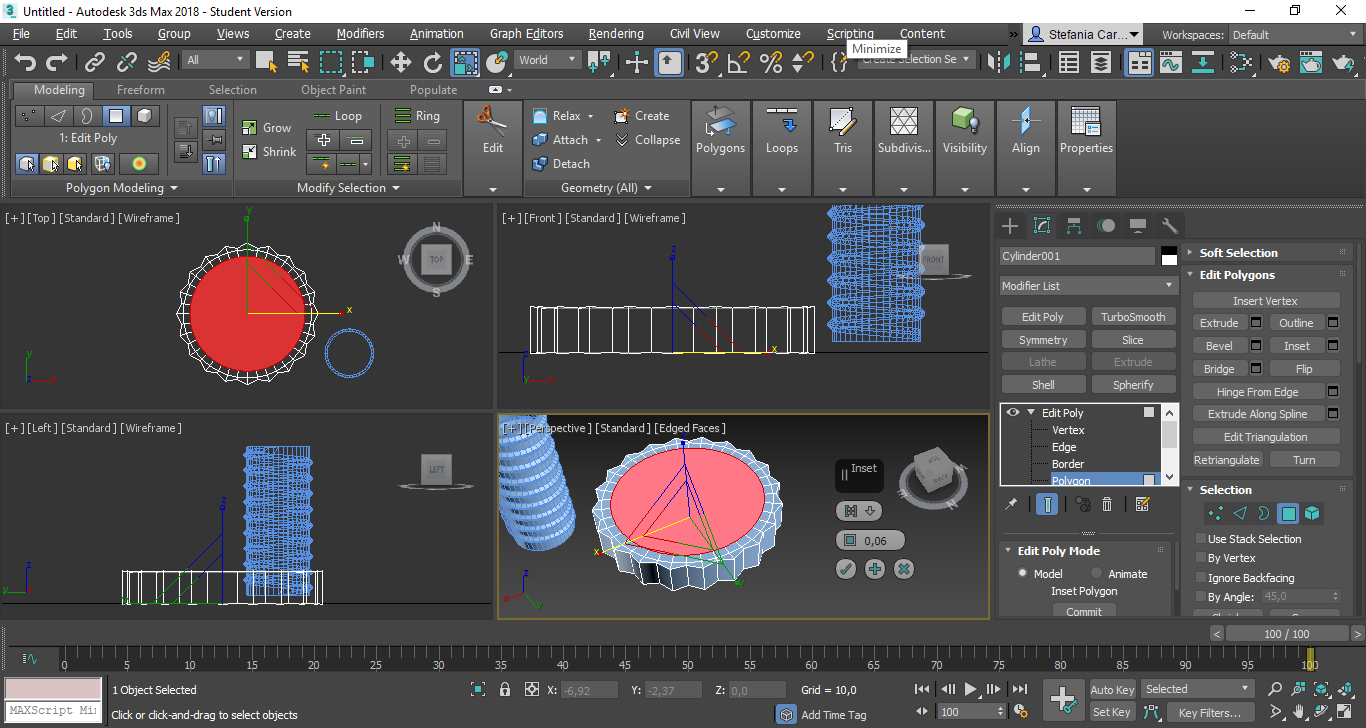 Untitled - Autodesk 3ds Max 2018 - Student Version
File Edit Tools Group Views Create Modifiers Animation Graph Editors Rendering Civil View Customize Scripting Content » Stefania Car... Workspaces: Default
Minimize
All World Create Selection Se
Modeling Freeform Selection Object Paint Populate
1: Edit Poly
Grow
Shrink
Loop
Ring
Edit
Relax
Create
Attach
Collapse
Detach
Polygons Loops Tris Subdivis... Visibility Align Properties
Polygon Modeling Modify Selection Geometry (All)
[+] [Top] [Standard] [Wireframe]
y
x
N
W TOP E
S
y
z x
[+] [Front] [Standard] [Wireframe]
z
x
FRONT
y
[+] [Left] [Standard] [Wireframe]
z
LEFT
z
y
[+] [Perspective] [Standard] [Edged Faces]
z
x
y
Inset
0,06
Cylinder001
Modifier List
Edit Poly TurboSmooth
Symmetry Slice
Lathe Extrude
Shell Spherify
Edit Poly
Vertex
Edge
Border
Polygon
Edit Poly Mode
Model Animate
Inset Polygon
Commit
Soft Selection
Edit Polygons
Insert Vertex
Extrude Outline
Bevel Inset
Bridge Flip
Hinge From Edge
Extrude Along Spline
Edit Triangulation
Retriangulate Turn
Selection
Use Stack Selection
By Vertex
Ignore Backfacing
By Angle: 45,0
< 100 / 100 >
0 5 10 15 20 25 30 35 40 45 50 55 60 65 70 75 80 85 90 95 100
1 Object Selected
X: -6,92 Y: -2,37 Z: 0,0 Grid = 10,0
Auto Key Selected
MAXScript Mi
Click or click-and-drag to select objects
Add Time Tag
100
Set Key Key Filters...